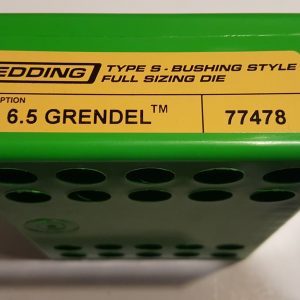 EDDING TYPE S - BUSHING STYLE
FULL SIZING DIE
PTION
6.5 GRENDEL™ 77478